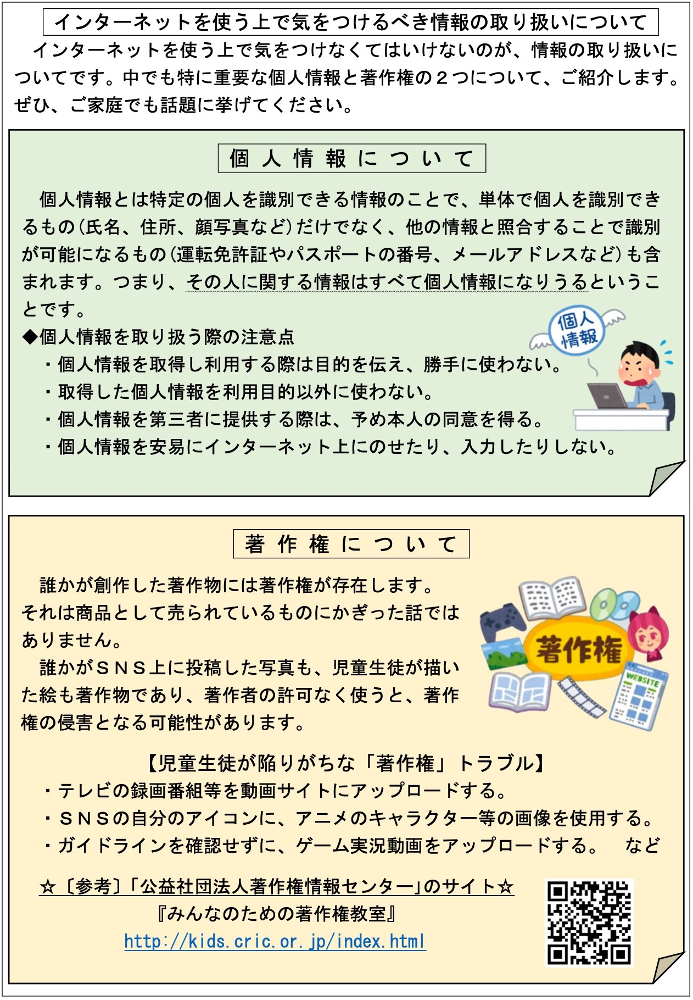 インターネットを使う上で気をつけるべき情報の取り扱いについて
　インターネットを使う上で気をつけなくてはいけないのが、情報の取り扱いに
ついてです。中でも特に重要な個人情報と著作権の２つについて、ご紹介します。
ぜひ、ご家庭でも話題に挙げてください。
個人情報について
　個人情報とは特定の個人を識別できる情報のことで、単体で個人を識別でき
るもの(氏名、住所、顔写真など)だけでなく、他の情報と照合することで識別
が可能になるもの(運転免許証やパスポートの番号、メールアドレスなど)も含
まれます。つまり、その人に関する情報はすべて個人情報になりうるというこ
とです。
個人
情報
◆個人情報を取り扱う際の注意点
・個人情報を取得し利用する際は目的を伝え、勝手に使わない。
・取得した個人情報を利用目的以外に使わない。
・個人情報を第三者に提供する際は、予め本人の同意を得る。
・個人情報を安易にインターネット上にのせたり、入力したりしない。
著作権について
　誰かが創作した著作物には著作権が存在します。
それは商品として売られているものにかぎった話では
ありません。
　誰かがＳＮＳ上に投稿した写真も、児童生徒が描い
た絵も著作物であり、著作者の許可なく使うと、著作
権の侵害となる可能性があります。
著作権
WEBSITE
【児童生徒が陥りがちな「著作権」トラブル】
・テレビの録画番組等を動画サイトにアップロードする。
・ＳＮＳの自分のアイコンに、アニメのキャラクター等の画像を使用する。
・ガイドラインを確認せずに、ゲーム実況動画をアップロードする。　など
☆〔参考〕「公益社団法人著作権情報センター」のサイト☆
『みんなのための著作権教室』
http://kids.cric.or.jp/index.html